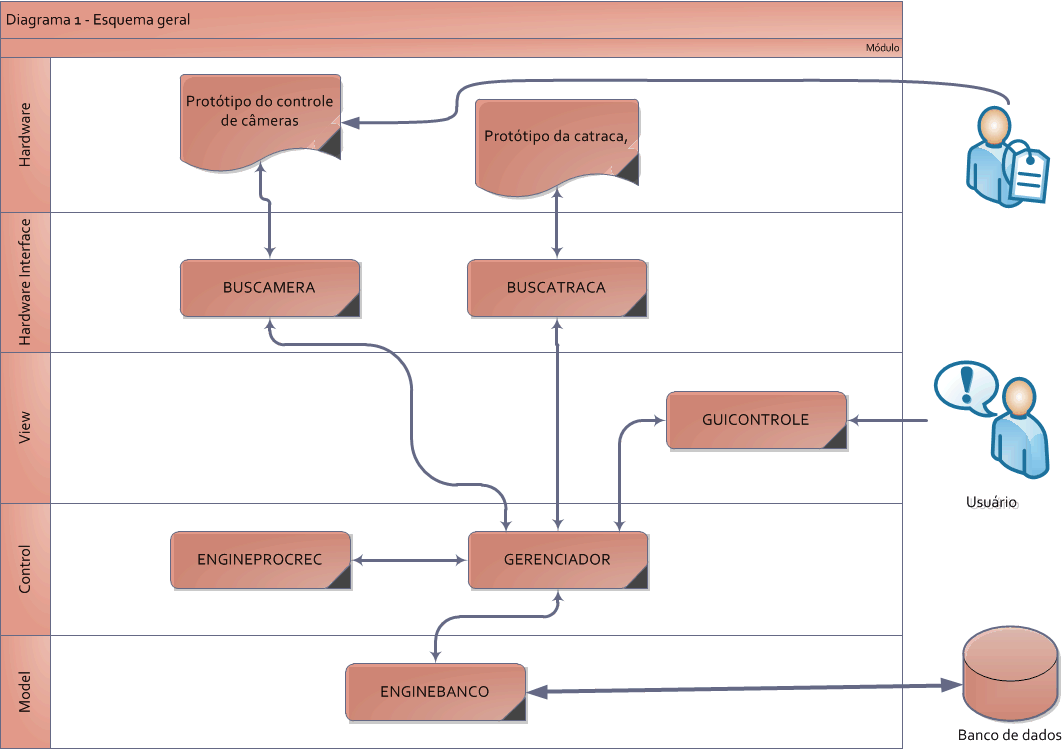 Diagrama 1 - Esquema geral
Módulo
Hardware
Protótipo do controle
de câmeras
Protótipo da catraca,
Hardware Interface
BUSCAMERA
BUSCATRACA
View
GUICONTROLE
Usuário
Control
ENGINEPROCREC
GERENCIADOR
Model
ENGINEBANCO
Banco de dados